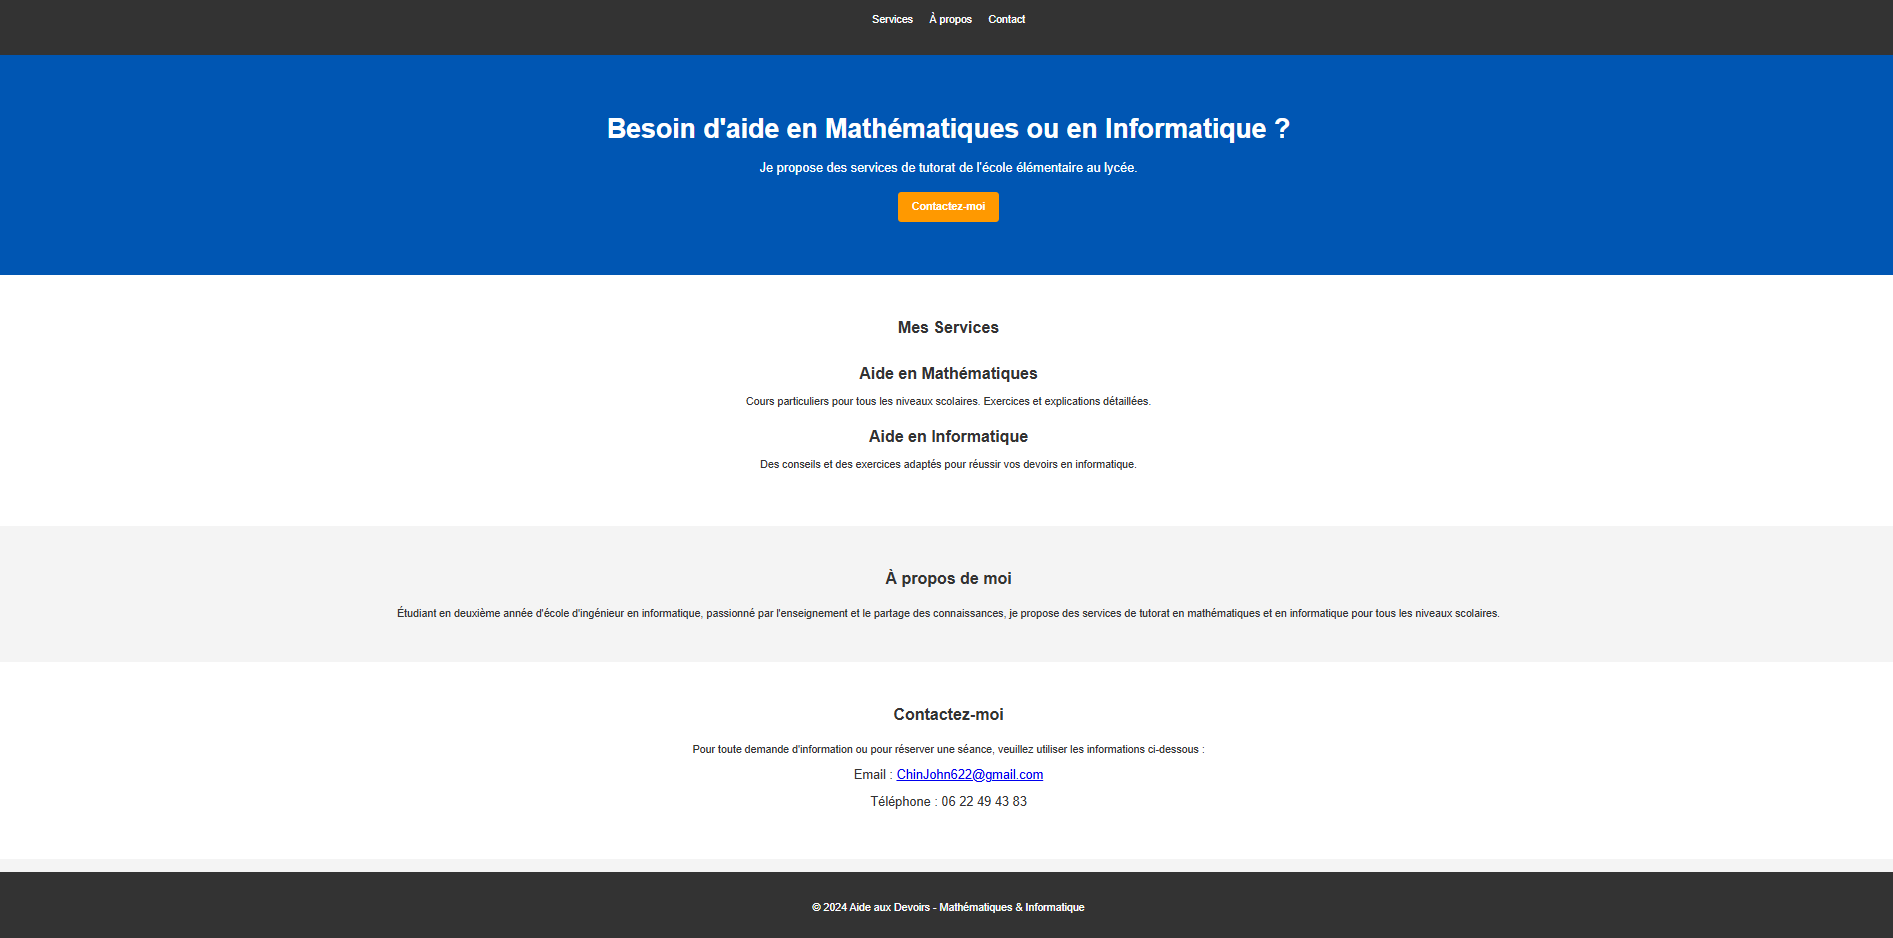 Services À propos Contact
Besoin d'aide en Mathématiques ou en Informatique ?
Je propose des services de tutorat de l'école élémentaire au lycée.
Contactez-moi
Mes Services
Aide en Mathématiques
Cours particuliers pour tous les niveaux scolaires. Exercices et explications détaillées.
Aide en Informatique
Des conseils et des exercices adaptés pour réussir vos devoirs en informatique.
À propos de moi
Étudiant en deuxième année d'école d'ingénieur en informatique, passionné par l'enseignement et le partage des connaissances, je propose des services de tutorat en mathématiques et en informatique pour tous les niveaux scolaires.
Contactez-moi
Pour toute demande d'information ou pour réserver une séance, veuillez utiliser les informations ci-dessous :
Email : ChinJohn622@gmail.com
Téléphone : 06 22 49 43 83
© 2024 Aide aux Devoirs - Mathématiques & Informatique